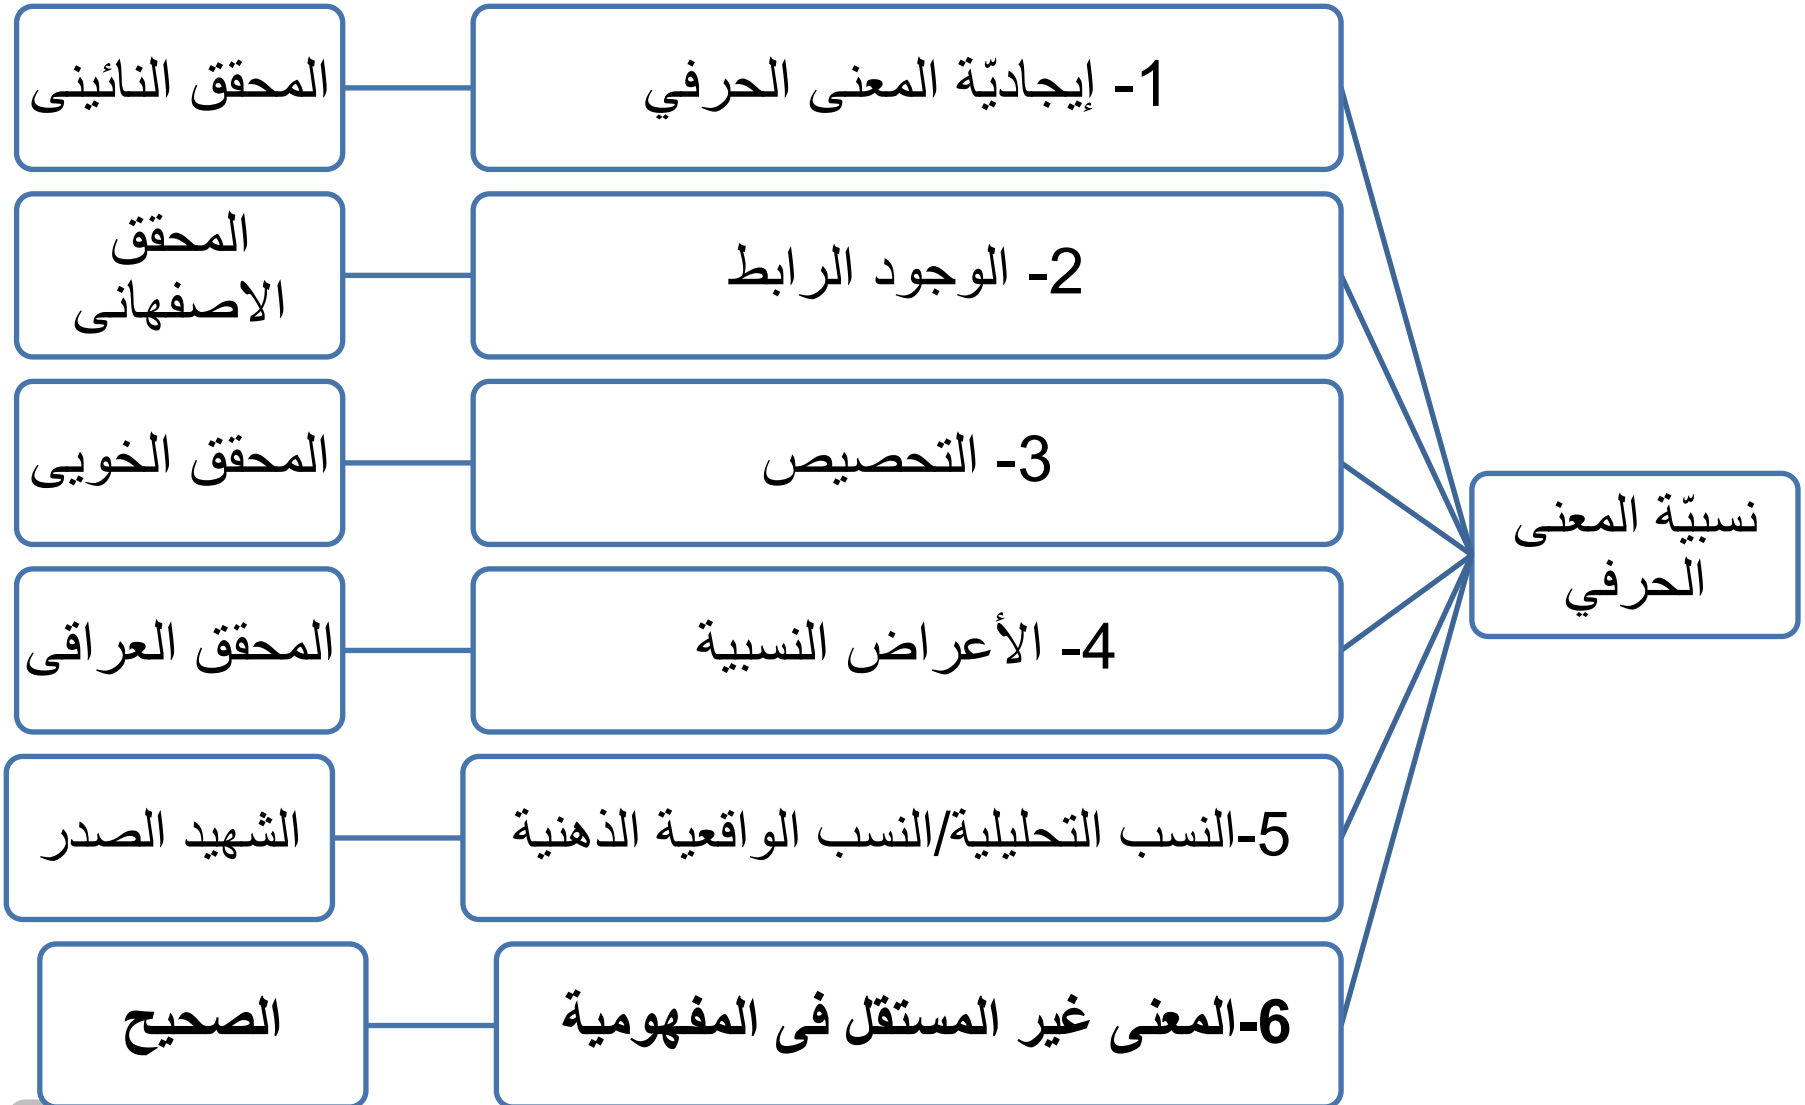 نسبيّة المعنى
الحرفي
1- إيجاديّة المعنى الحرفي
المحقق النائينى
2- الوجود الرابط
المحقق
الاصفهانى
3- التحصيص
المحقق الخويى
4- الأعراض النسبية
المحقق العراقى
5-النسب التحليلية/النسب الواقعية الذهنية
الشهيد الصدر
6-المعنى غير المستقل فى المفهومية
الصحيح